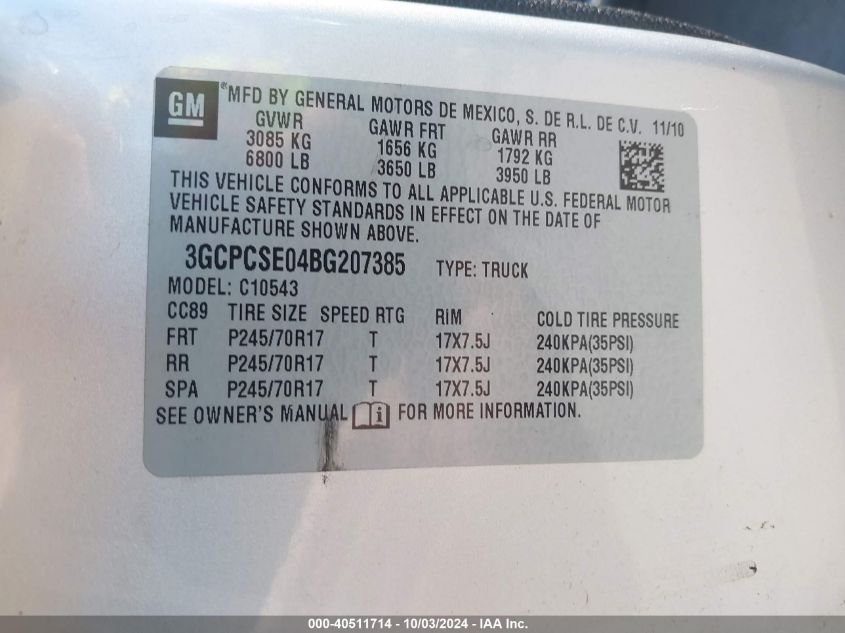 GM
®MFD BY GENERAL MOTORS DE MEXICO, S. DE R.L. DE C.V. 11/10
GVWR GAWR FRT GAWR RR
3085 KG 1656 KG 1792 KG
6800 LB 3650 LB 3950 LB
THIS VEHICLE CONFORMS TO ALL APPLICABLE U.S. FEDERAL MOTOR
VEHICLE SAFETY STANDARDS IN EFFECT ON THE DATE OF
MANUFACTURE SHOWN ABOVE.
3GCPCSE04BG207385 TYPE: TRUCK
MODEL: C10543
CC89 TIRE SIZE SPEED RTG RIM COLD TIRE PRESSURE
FRT P245/70R17 T 17X7.5J 240KPA(35PSI)
RR P245/70R17 T 17X7.5J 240KPA(35PSI)
SPA P245/70R17 T 17X7.5J 240KPA(35PSI)
SEE OWNER'S MANUAL i FOR MORE INFORMATION.
000-40511714 - 10/03/2024 - IAA Inc.